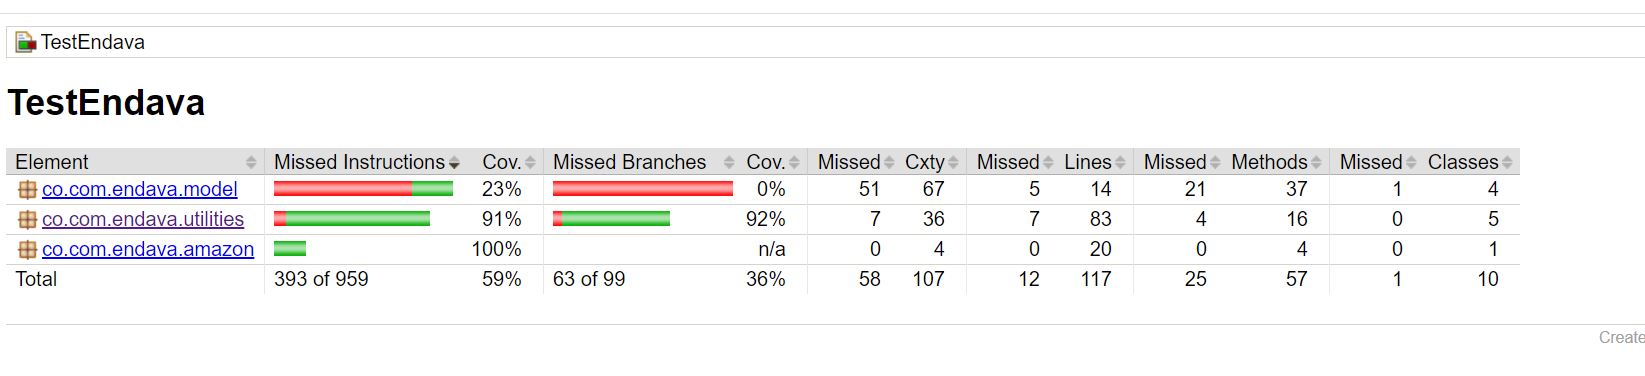 TestEndava
TestEndava
Element Missed Instructions Cov. Missed Branches Cov. Missed Cxty Missed Lines Missed Methods Missed Classes
co.com.endava.model 23% 0% 51 67 5 14 21 37 1 4
co.com.endava.utilities 91% 92% 7 36 7 83 4 16 0 5
co.com.endava.amazon 100% n/a 0 4 0 20 0 4 0 1
Total 393 of 959 59% 63 of 99 36% 58 107 12 117 25 57 1 10
Create